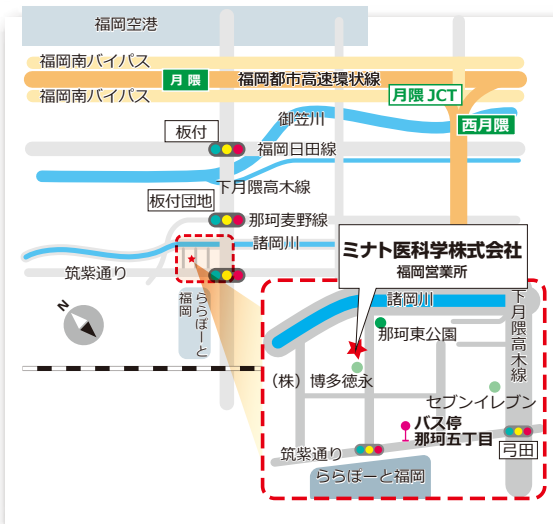 福岡空港
福岡南バイパス
月隈
福岡都市高速環状線
福岡南バイパス
月隈JCT
御笠川
西月隈
板付
福岡日田線
下月隈高木線
板付団地
那珂麦野線
諸岡川
ミナト医科学株式会社
福岡営業所
筑紫通り
ららぽーと
福岡
N
諸岡川
下月隈高木線
那珂東公園
(株)博多徳永
セブンイレブン
バス停
那珂五丁目
筑紫通り
弓田
ららぽーと福岡